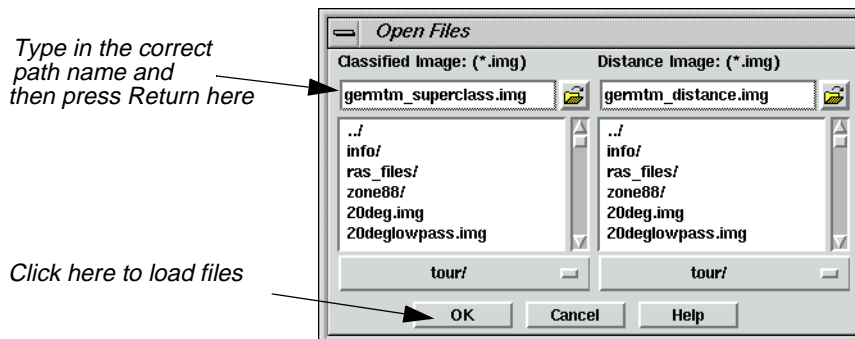 Open Files
Type in the correct
path name and
then press Return here
Classified Image: (*.img)
germtm_superclass.img
../
info/
ras_files/
zone88/
20deg.img
20deglowpass.img
tour/
Distance Image: (*.img)
germtm_distance.img
../
info/
ras_files/
zone88/
20deg.img
20deglowpass.img
tour/
Click here to load files
OK
Cancel
Help